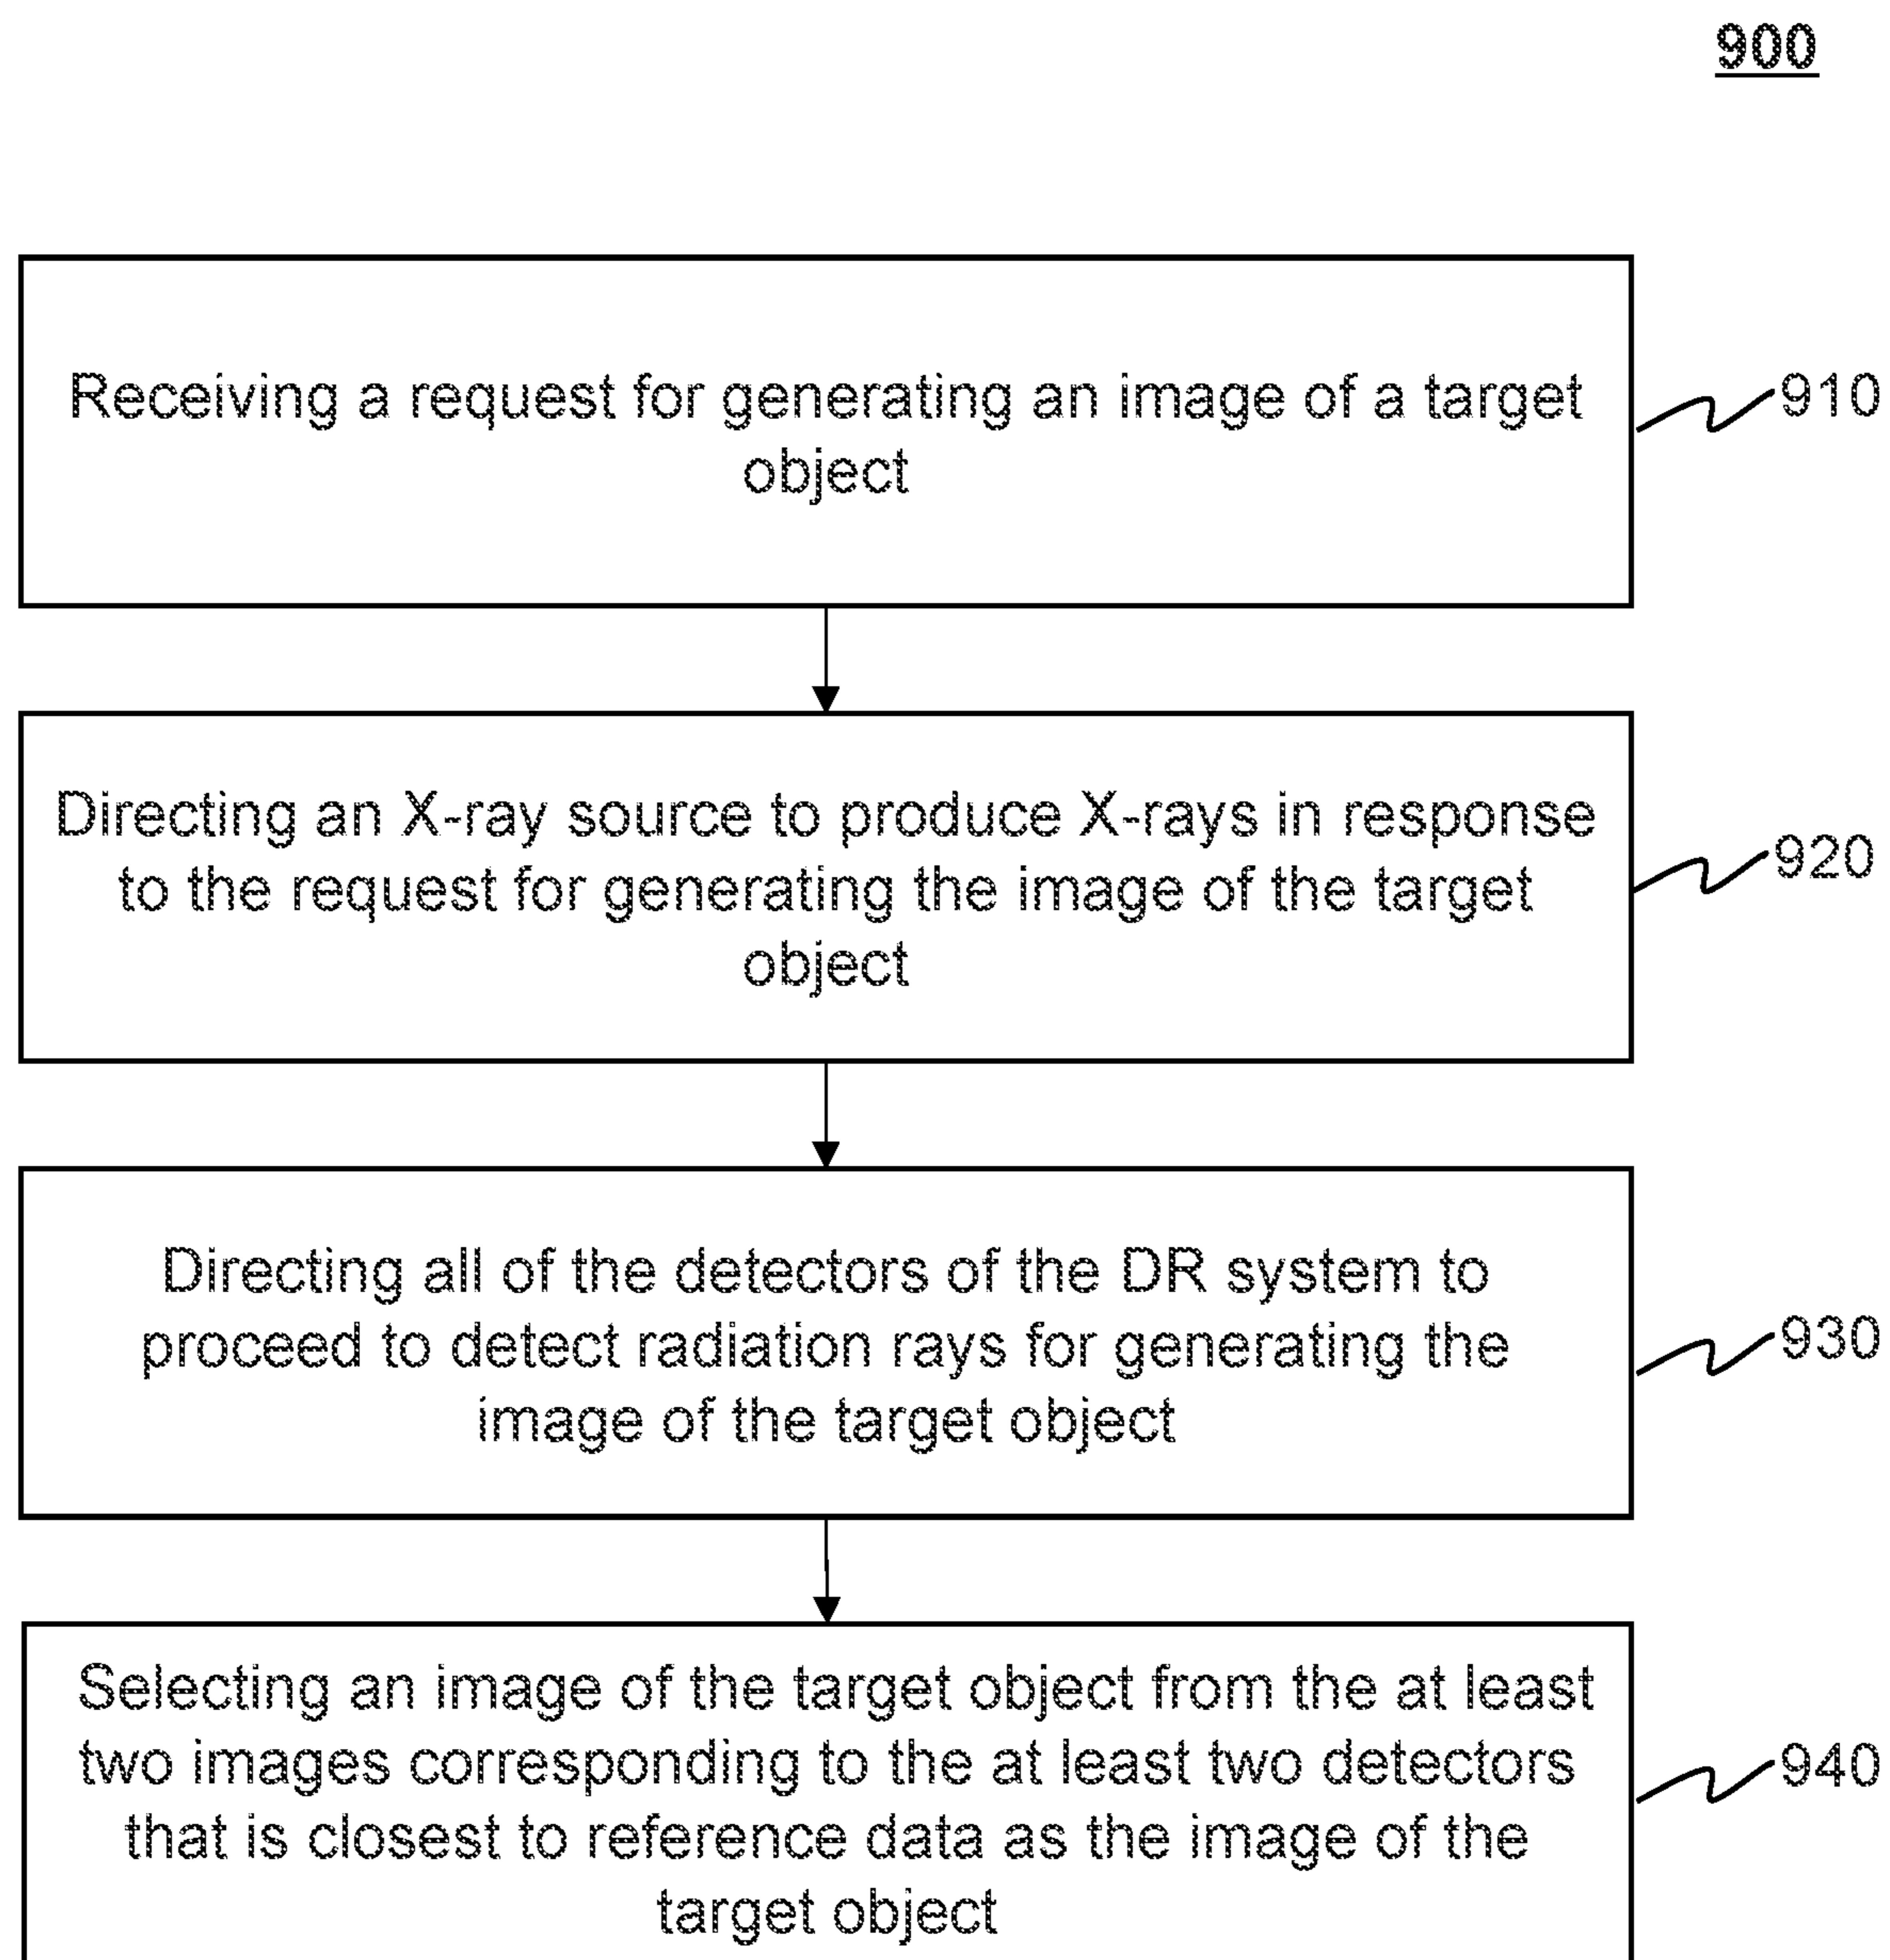 900
Receiving a request for generating an image of a target
object
910
Directing an X-ray source to produce X-rays in response
to the request for generating the image of the target
object
920
Directing all of the detectors of the DR system to
proceed to detect radiation rays for generating the
image of the target object
930
Selecting an image of the target object from the at least
two images corresponding to the at least two detectors
that is closest to reference data as the image of the
target object
940